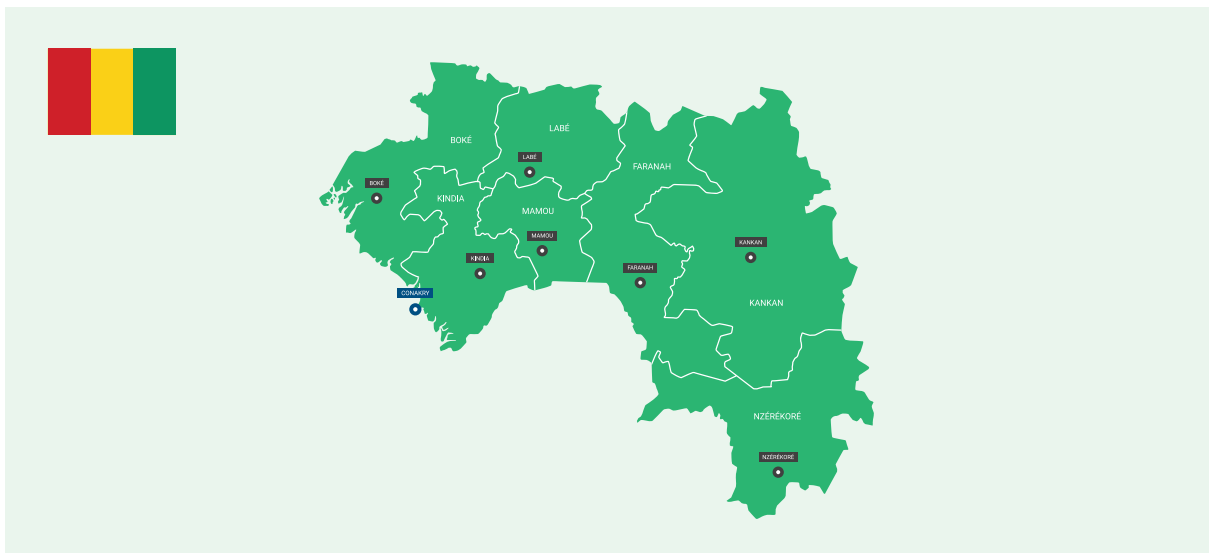 LABÉ
BOKÉ
LABÉ
FARANAH
BOKÉ
KINDIA
MAMOU
MAMOU
KANKAN
KINDIA
FARANAH
CONAKRY
KANKAN
NZÉRÉKORÉ
NZÉRÉKORÉ